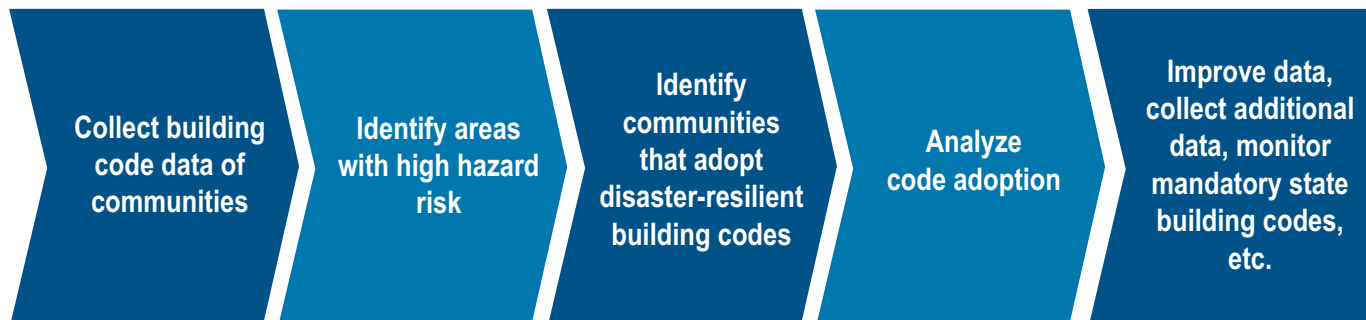 Collect building
code data of
communities
Identify areas
with high hazard
risk
Identify
communities
that adopt
disaster-resilient
building codes
Analyze
code adoption
Improve data,
collect additional
data, monitor
mandatory state
building codes,
etc.